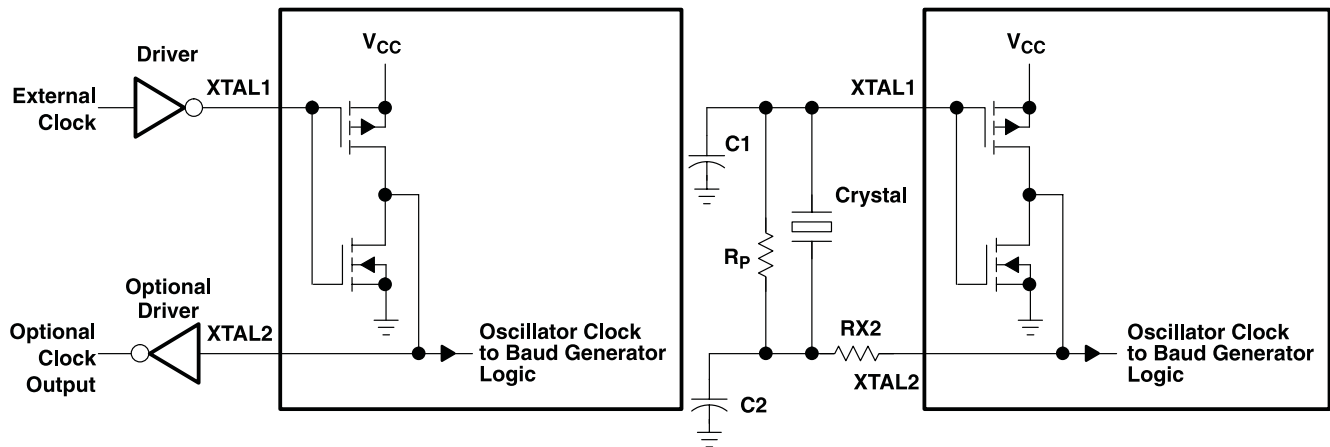 Driver
External
Clock
XTAL1
VCC
Optional
Driver
Optional
Clock
Output
XTAL2
Oscillator Clock
to Baud Generator
Logic
VCC
XTAL1
C1
Crystal
RP
RX2
XTAL2
C2
Oscillator Clock
to Baud Generator
Logic